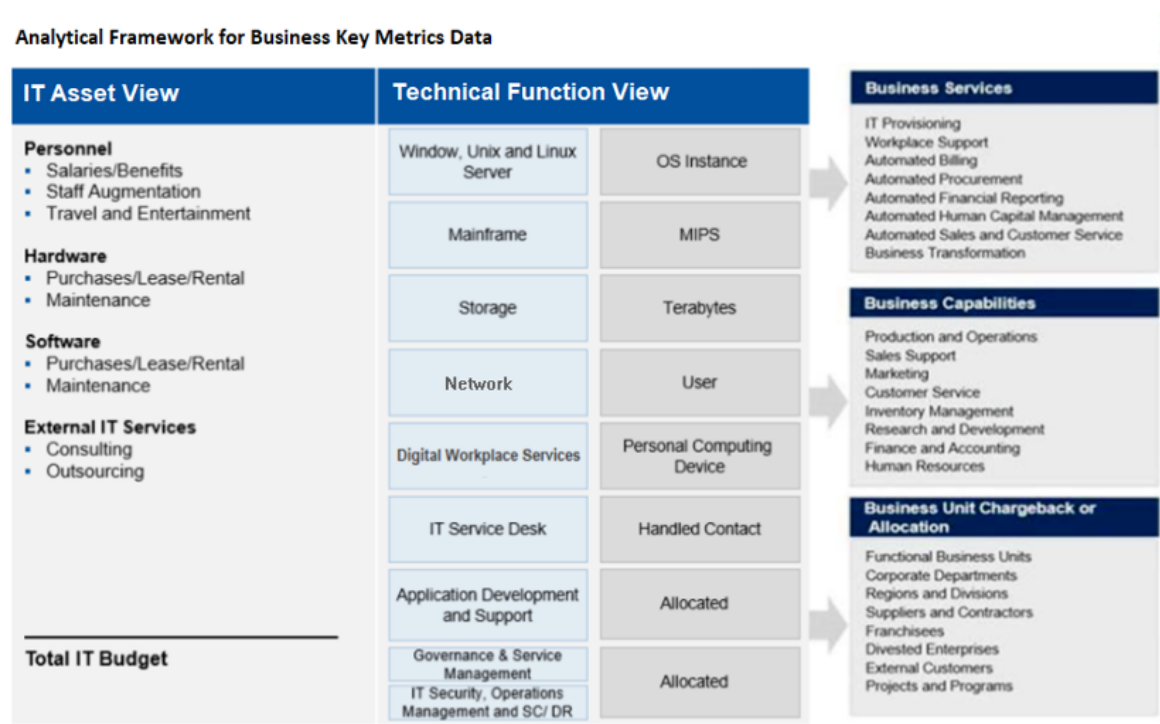 Analytical Framework for Business Key Metrics Data
IT Asset View
Personnel
▪ Salaries/Benefits
▪ Staff Augmentation
▪ Travel and Entertainment
Hardware
▪ Purchases/Lease/Rental
▪ Maintenance
Software
▪ Purchases/Lease/Rental
▪ Maintenance
External IT Services
▪ Consulting
▪ Outsourcing
Total IT Budget
Technical Function View
Window, Unix and Linux
Server
OS Instance
Mainframe
MIPS
Storage
Terabytes
Network
User
Digital Workplace Services
Personal Computing
Device
IT Service Desk
Handled Contact
Application Development
and Support
Allocated
Governance & Service
Management
IT Security, Operations
Management and SC/ DR
Allocated
Business Services
IT Provisioning
Workplace Support
Automated Billing
Automated Procurement
Automated Financial Reporting
Automated Human Capital Management
Automated Sales and Customer Service
Business Transformation
Business Capabilities
Production and Operations
Sales Support
Marketing
Customer Service
Inventory Management
Research and Development
Finance and Accounting
Human Resources
Business Unit Chargeback or
Allocation
Functional Business Units
Corporate Departments
Regions and Divisions
Suppliers and Contractors
Franchisees
Divested Enterprises
External Customers
Projects and Programs